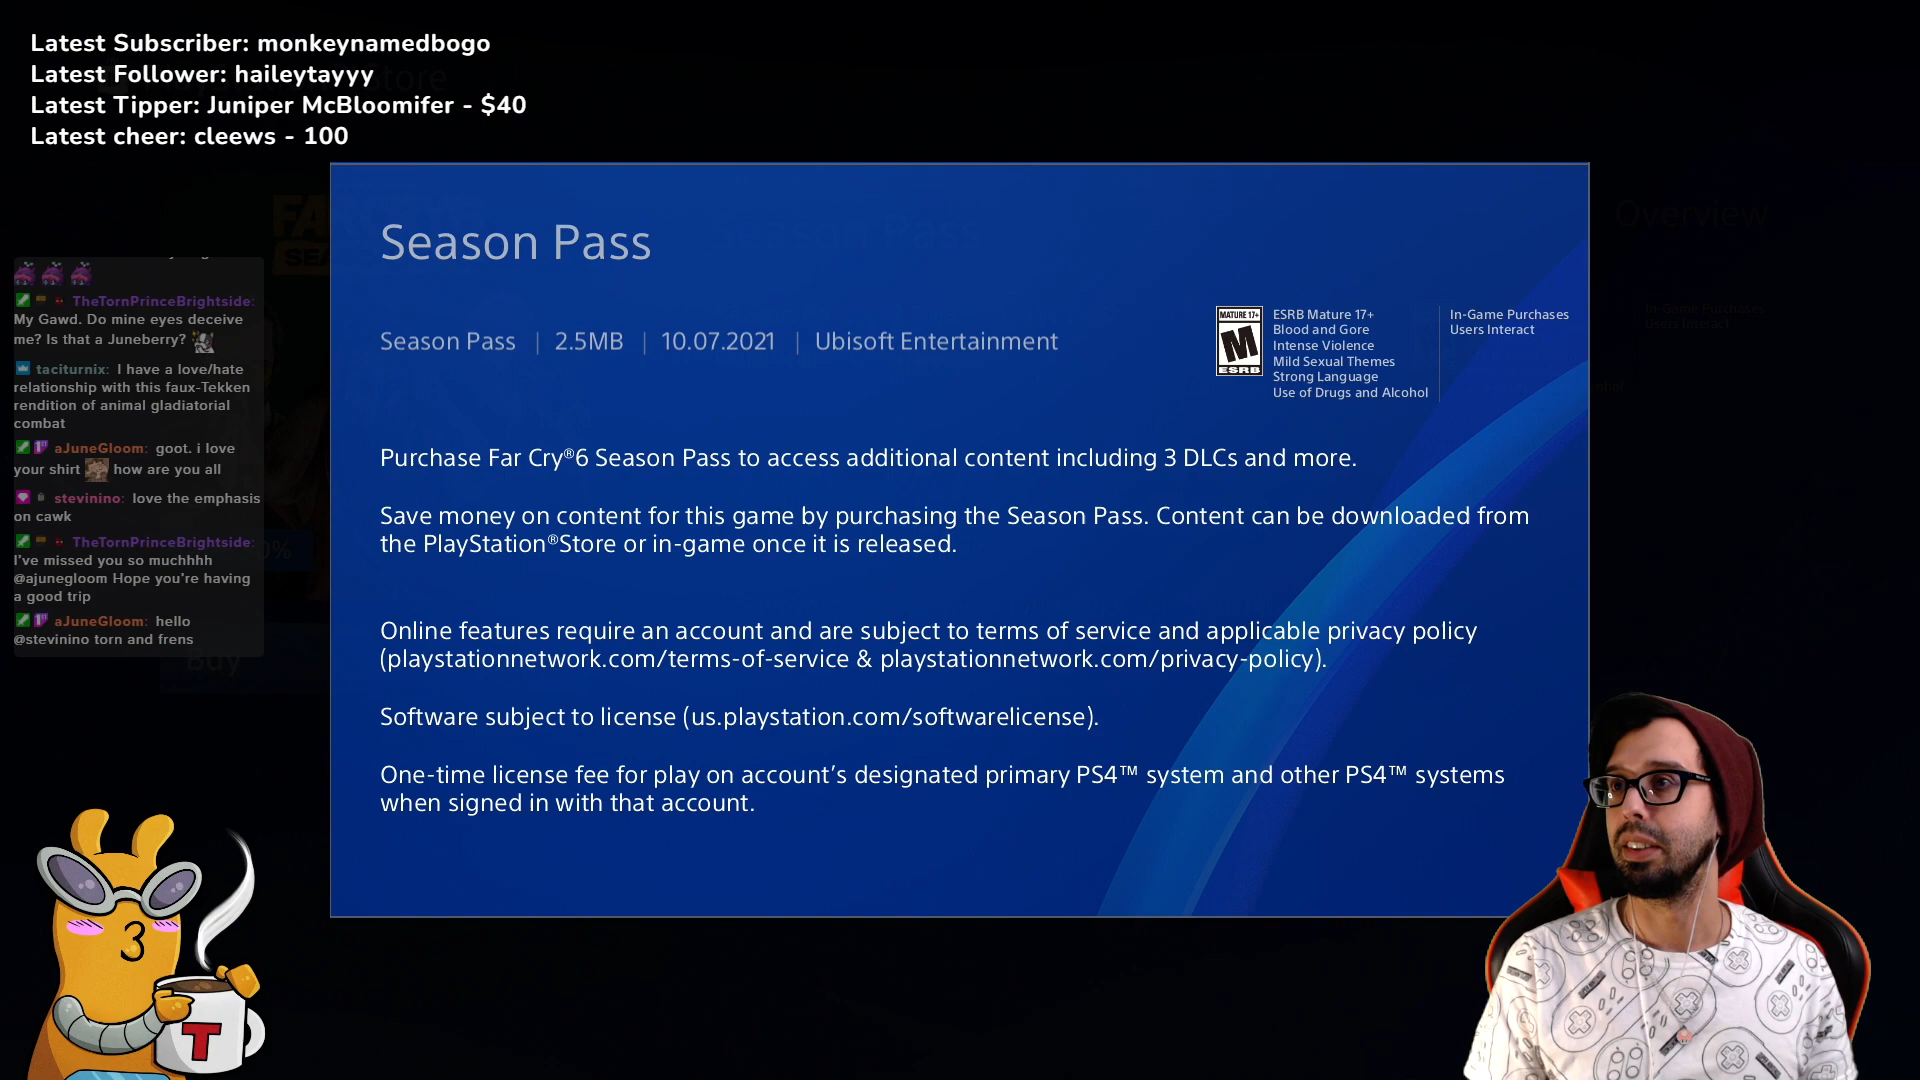 Latest Subscriber: monkeynamedbogo
Latest Follower: haileytayyy
Latest Tipper: Juniper McBloomifer - $40
Latest cheer: cleews - 100
Season Pass
Season Pass | 2.5MB | 10.07.2021 | Ubisoft Entertainment
MATURE 17+
M
ESRB
ESRB Mature 17+
Blood and Gore
Intense Violence
Mild Sexual Themes
Strong Language
Use of Drugs and Alcohol
In-Game Purchases
Users Interact
Purchase Far Cry®6 Season Pass to access additional content including 3 DLCs and more.
Save money on content for this game by purchasing the Season Pass. Content can be downloaded from
the PlayStation®Store or in-game once it is released.
Online features require an account and are subject to terms of service and applicable privacy policy
(playstationnetwork.com/terms-of-service & playstationnetwork.com/privacy-policy).
Software subject to license (us.playstation.com/softwarelicense).
One-time license fee for play on account’s designated primary PS4™ system and other PS4™ systems
when signed in with that account.
TheTornPrinceBrightside:
My Gawd. Do mine eyes deceive
me? Is that a Juneberry?
taciturnix: I have a love/hate
relationship with this faux-Tekken
rendition of animal gladiatorial
combat
aJuneGloom: goot. i love
your shirt how are you all
stevinino: love the emphasis
on cawk
TheTornPrinceBrightside:
I've missed you so muchhhh
@ajunegloom Hope you're having
a good trip
aJuneGloom: hello
@stevinino torn and frens
Buy
Overview
In-Game Purchases
Users Interact
T